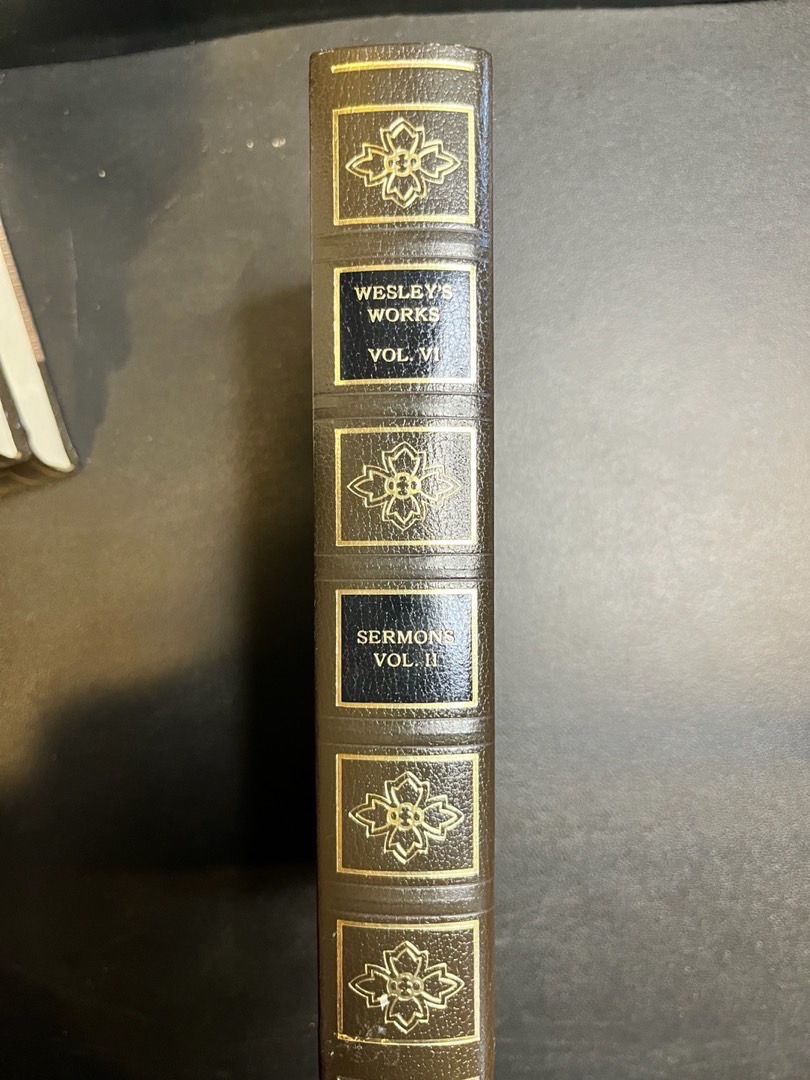 WESLEY'S
WORKS
VOL. VI
SERMONS
VOL. II